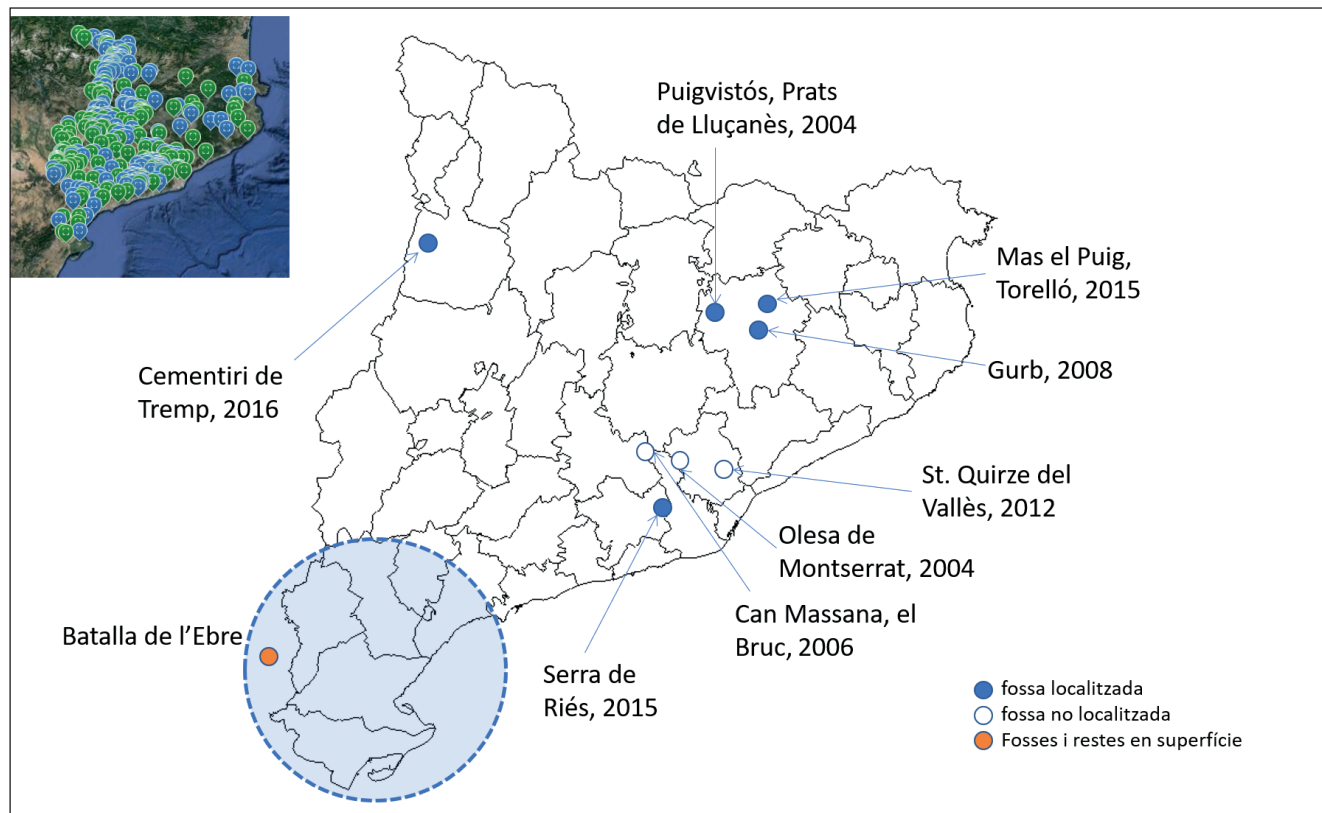 Puigvistós, Prats
de Lluçanès, 2004
Mas el Puig,
Torelló, 2015
Gurb, 2008
Cementiri de
Tremp, 2016
St. Quirze del
Vallès, 2012
Olesa de
Montserrat, 2004
Can Massana, el
Bruc, 2006
Batalla de l’Ebre
Serra de
Riés, 2015
fossa localitzada
fossa no localitzada
Fosses i restes en superfície